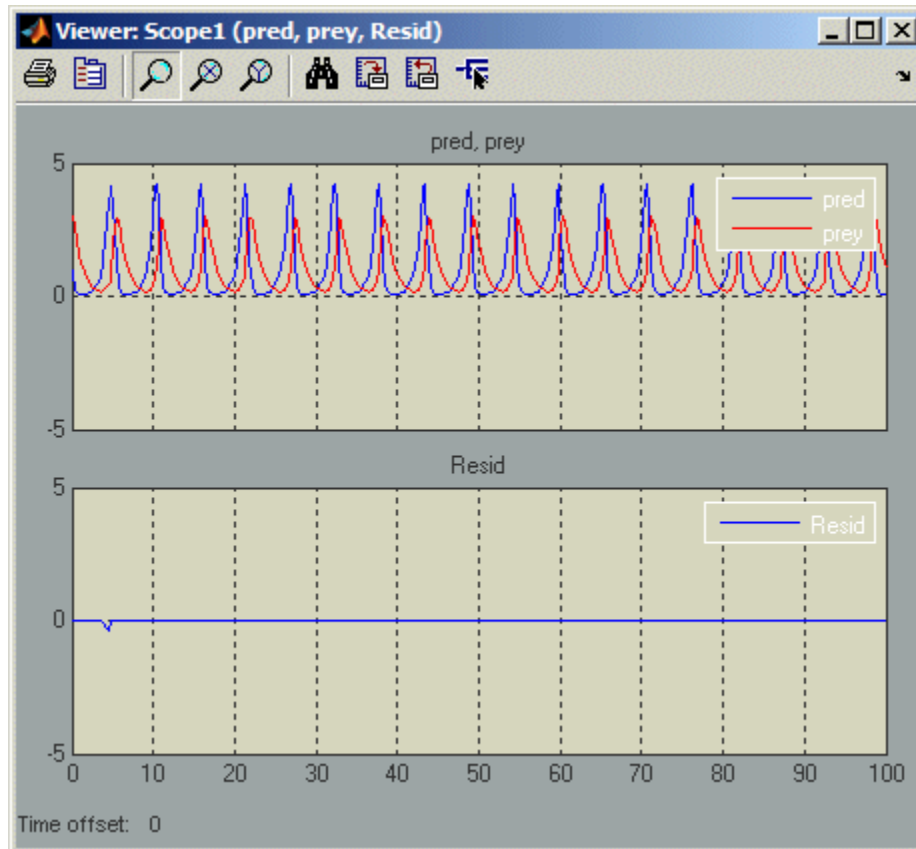 Viewer: Scope1 (pred, prey, Resid)
pred, prey
5
0
-5
pred
prey
Resid
5
0
-5
Resid
0 10 20 30 40 50 60 70 80 90 100
Time offset: 0